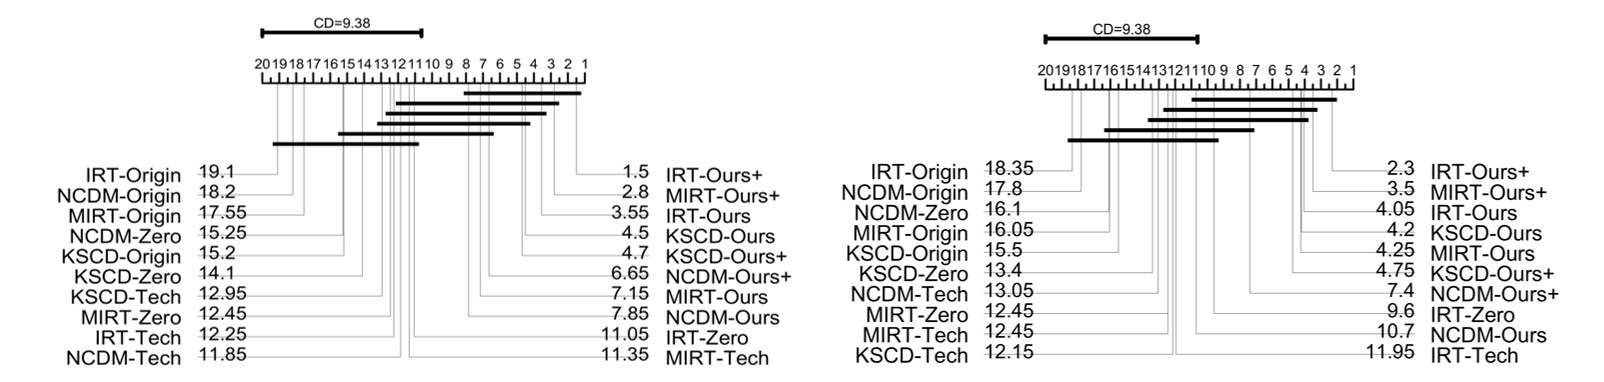 CD=9.38
20 19 18 17 16 15 14 13 12 11 10 9 8 7 6 5 4 3 2 1
IRT-Origin 19.1
NCDM-Origin 18.2
MIRT-Origin 17.55
NCDM-Zero 15.25
KSCD-Origin 15.2
KSCD-Zero 14.1
KSCD-Tech 12.95
MIRT-Zero 12.45
IRT-Tech 12.25
NCDM-Tech 11.85
1.5 IRT-Ours+
2.8 MIRT-Ours+
3.55 IRT-Ours
4.5 KSCD-Ours
4.7 KSCD-Ours+
6.65 NCDM-Ours+
7.15 MIRT-Ours
7.85 NCDM-Ours
11.05 IRT-Zero
11.35 MIRT-Tech
CD=9.38
20 19 18 17 16 15 14 13 12 11 10 9 8 7 6 5 4 3 2 1
IRT-Origin 18.35
NCDM-Origin 17.8
NCDM-Zero 16.1
MIRT-Origin 16.05
KSCD-Origin 15.5
KSCD-Zero 13.4
NCDM-Tech 13.05
MIRT-Zero 12.45
MIRT-Tech 12.45
KSCD-Tech 12.15
2.3 IRT-Ours+
3.5 MIRT-Ours+
4.05 IRT-Ours
4.2 KSCD-Ours
4.25 MIRT-Ours
4.75 KSCD-Ours+
7.4 NCDM-Ours+
9.6 IRT-Zero
10.7 NCDM-Ours
11.95 IRT-Tech